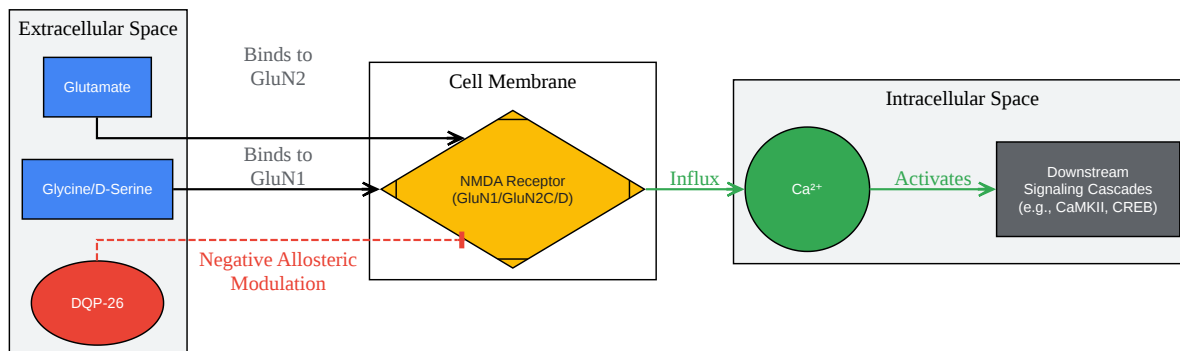 Extracellular Space
Glutamate
Glycine/D-Serine
DQP-26
Binds to
GluN2
Binds to
GluN1
Negative Allosteric
Modulation
Cell Membrane
NMDA Receptor
(GluN1/GluN2C/D)
Influx
Intracellular Space
Ca²⁺
Activates
Downstream
Signaling Cascades
(e.g., CaMKII, CREB)